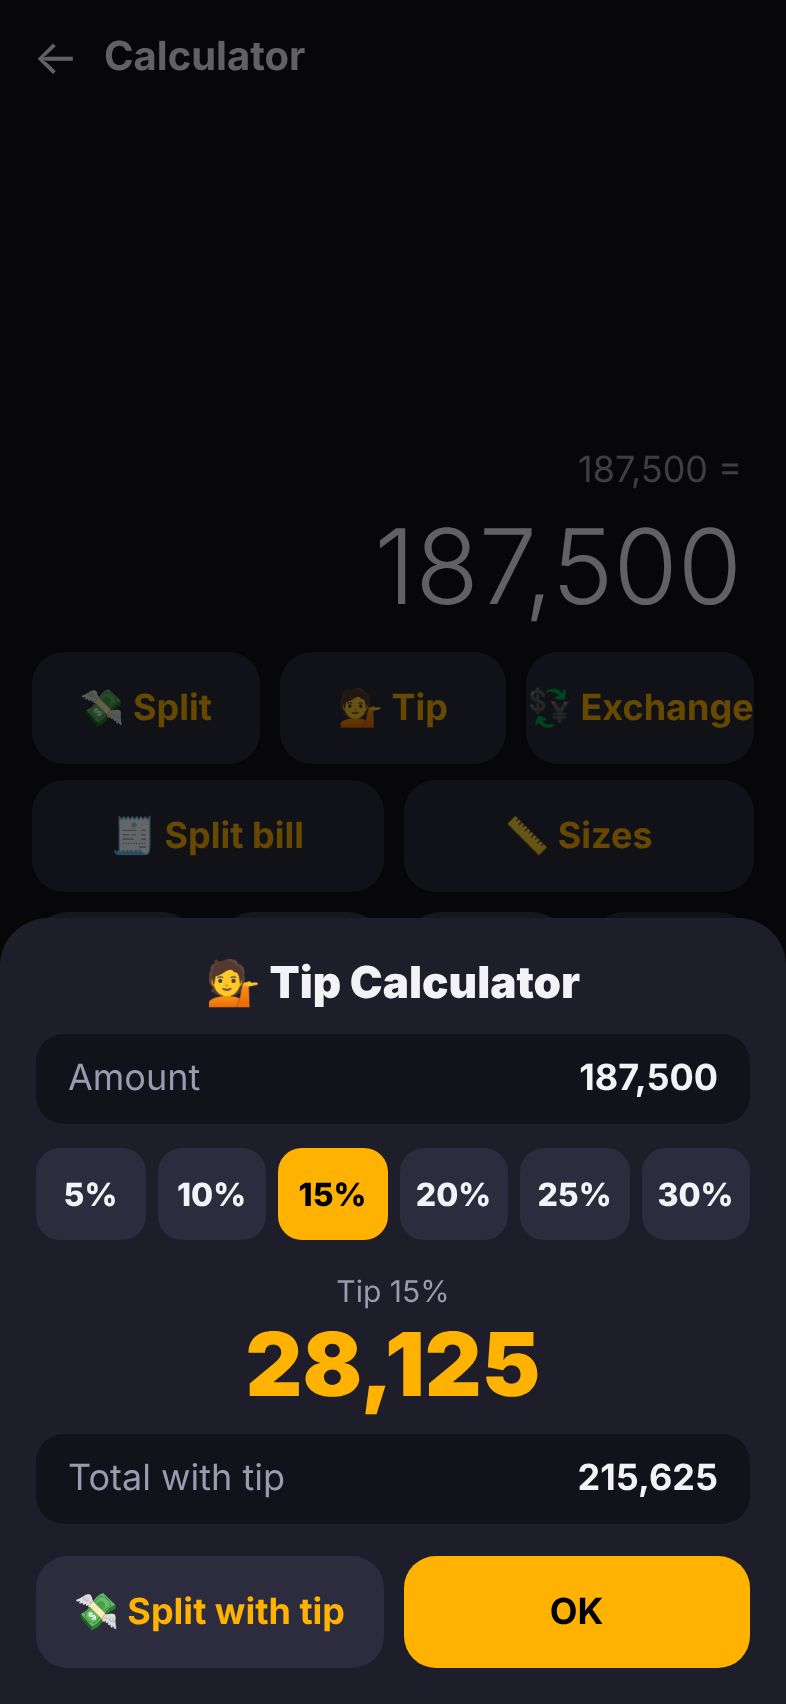 ← Calculator
187,500 =
187,500
💸 Split
💁 Tip
💱 Exchange
🧾 Split bill
📏 Sizes
💁 Tip Calculator
Amount 187,500
5% 10% 15% 20% 25% 30%
Tip 15%
28,125
Total with tip 215,625
💸 Split with tip
OK